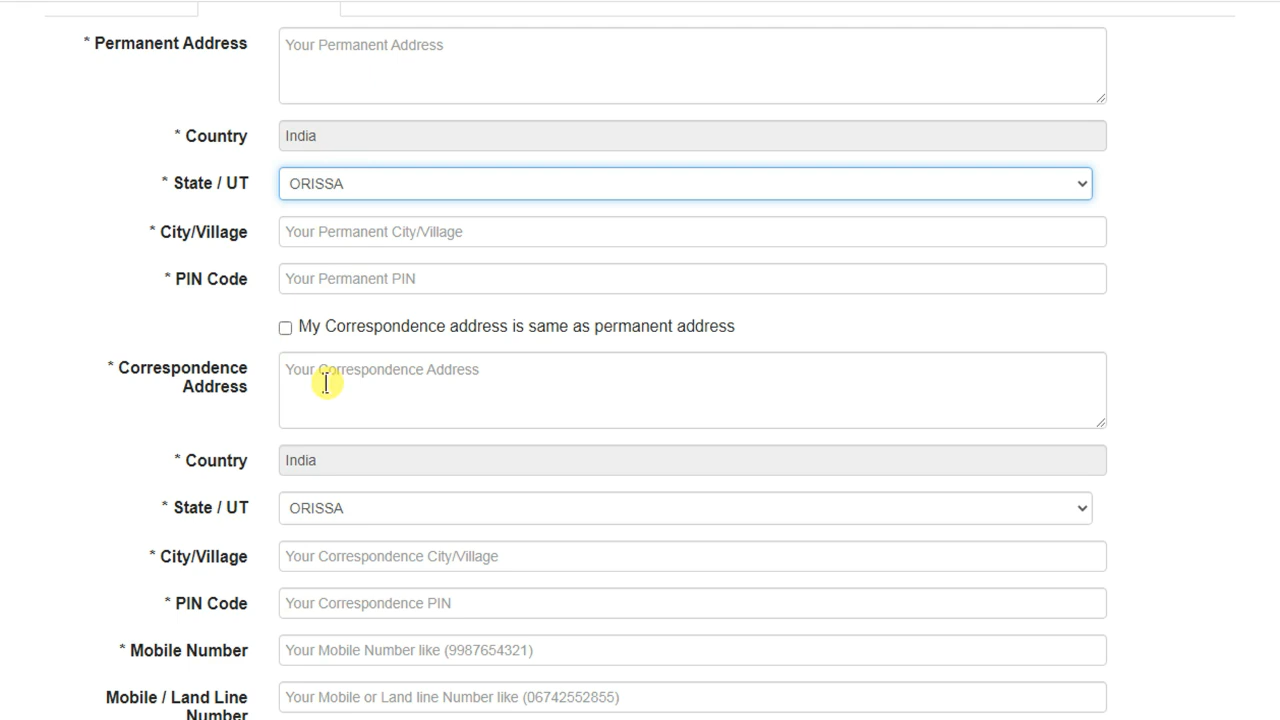 * Permanent Address
Your Permanent Address
* Country
India
* State / UT
ORISSA
* City/Village
Your Permanent City/Village
* PIN Code
Your Permanent PIN
My Correspondence address is same as permanent address
* Correspondence
Address
Your Correspondence Address
* Country
India
* State / UT
ORISSA
* City/Village
Your Correspondence City/Village
* PIN Code
Your Correspondence PIN
* Mobile Number
Your Mobile Number like (9987654321)
Mobile / Land Line
Number
Your Mobile or Land line Number like (06742552855)